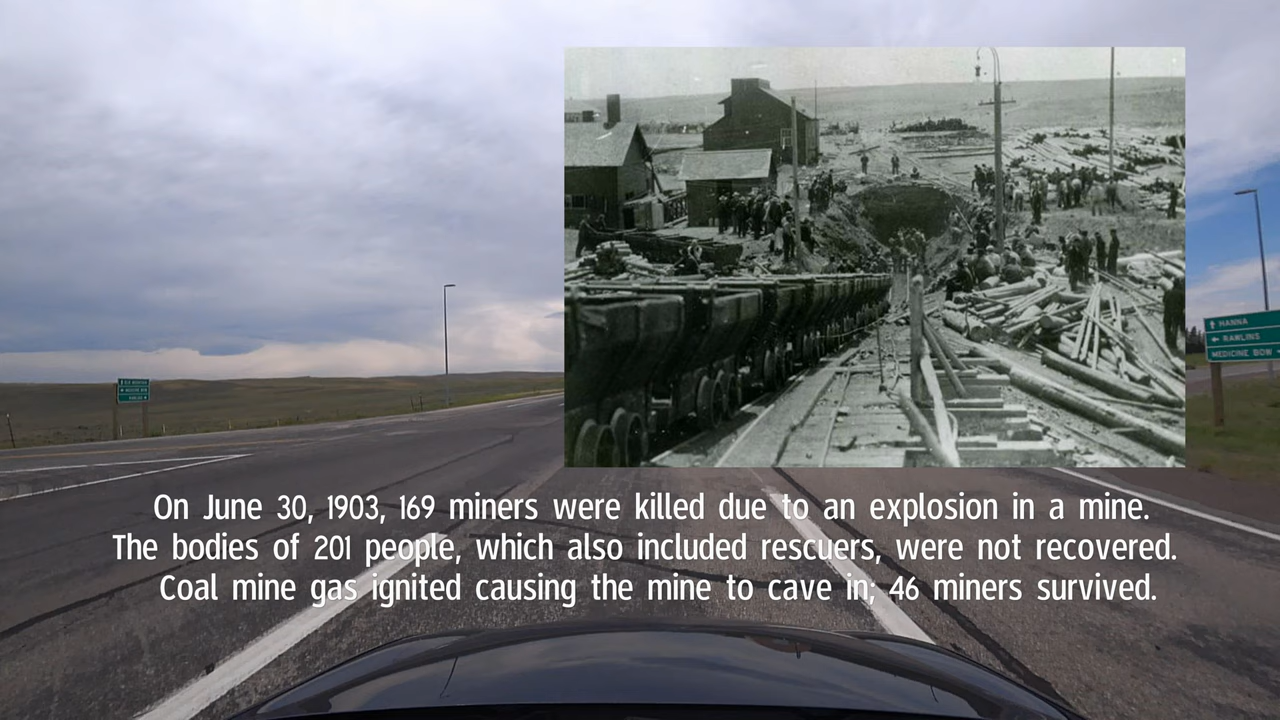 HANNA
RAWLINS
MEDICINE BOW
On June 30, 1903, 169 miners were killed due to an explosion in a mine.
The bodies of 201 people, which also included rescuers, were not recovered.
Coal mine gas ignited causing the mine to cave in; 46 miners survived.